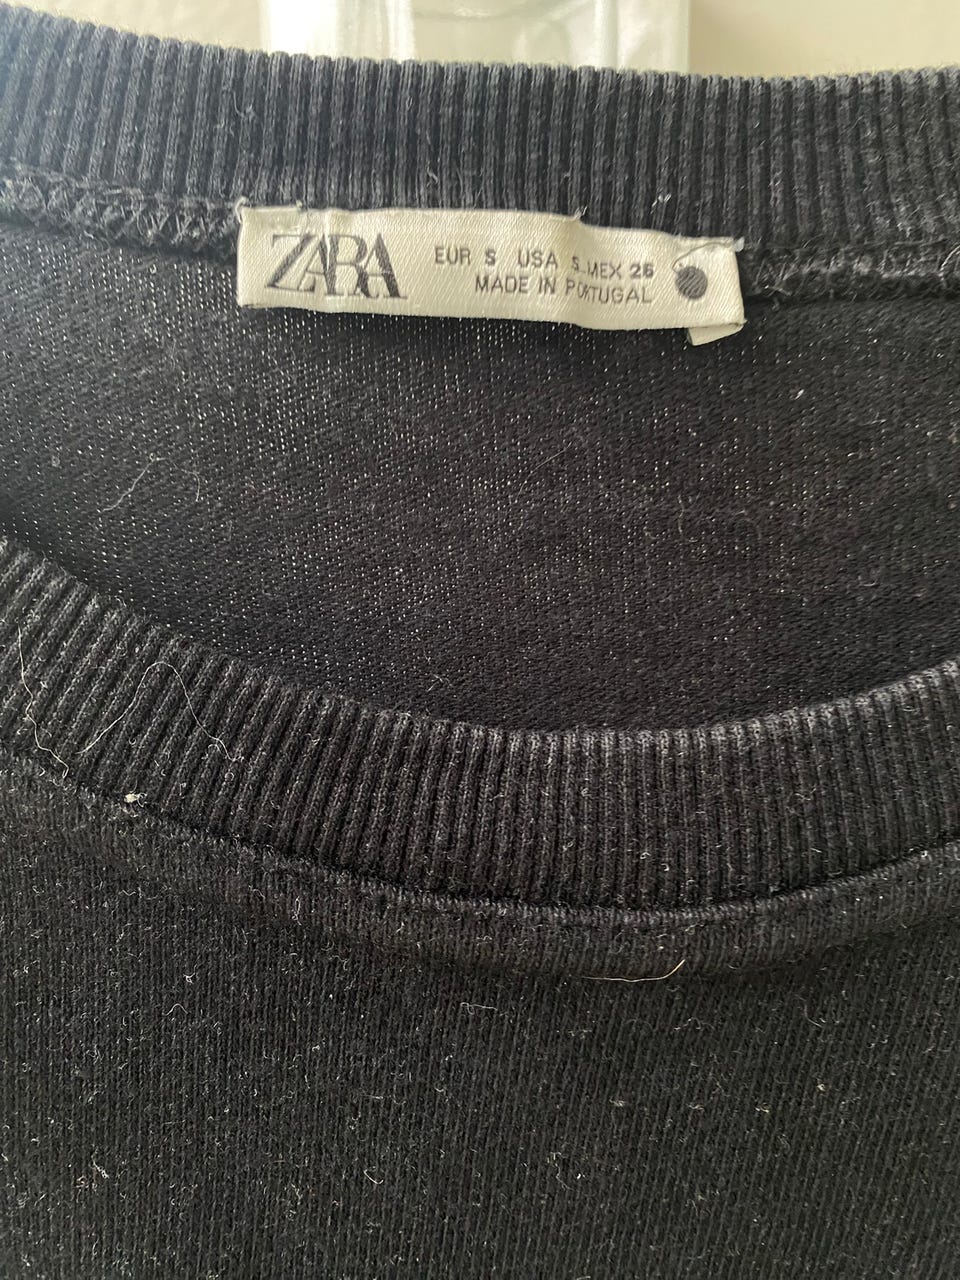 ZARA
EUR S USA S MEX 26
MADE IN PORTUGAL